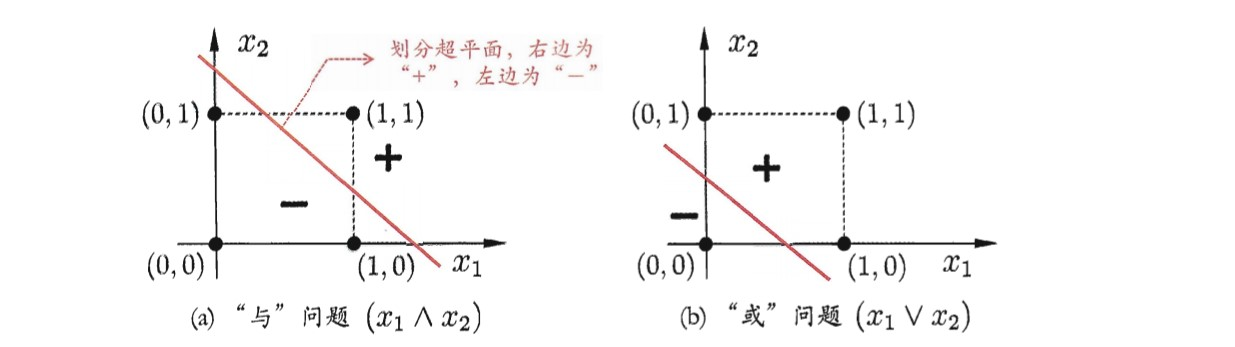 x₂
划分超平面，右边为
“+”，左边为“−”
(0, 1)
(1, 1)
+
−
(0, 0)
(1, 0)
x₁
(a) “与” 问题 (x₁ ∧ x₂)
x₂
(0, 1)
(1, 1)
+
−
(0, 0)
(1, 0)
x₁
(b) “或” 问题 (x₁ ∨ x₂)